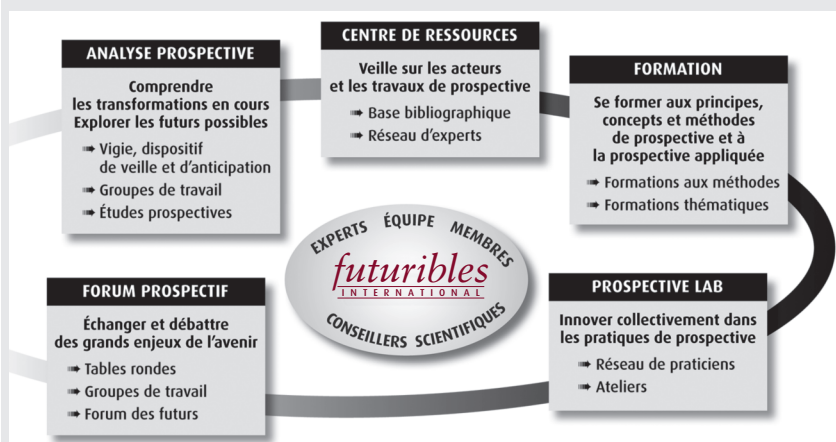 ANALYSE PROSPECTIVE
Comprendre
les transformations en cours
Explorer les futurs possibles
➠ Vigie, dispositif
de veille et d’anticipation
➠ Groupes de travail
➠ Études prospectives
CENTRE DE RESSOURCES
Veille sur les acteurs
et les travaux de prospective
➠ Base bibliographique
➠ Réseau d’experts
FORMATION
Se former aux principes,
concepts et méthodes
de prospective et à
la prospective appliquée
➠ Formations aux méthodes
➠ Formations thématiques
EXPERTS ÉQUIPE MEMBRES
futuribles
INTERNATIONAL
CONSEILLERS SCIENTIFIQUES
FORUM PROSPECTIF
Échanger et débattre
des grands enjeux de l’avenir
➠ Tables rondes
➠ Groupes de travail
➠ Forum des futurs
PROSPECTIVE LAB
Innover collectivement dans
les pratiques de prospective
➠ Réseau de praticiens
➠ Ateliers